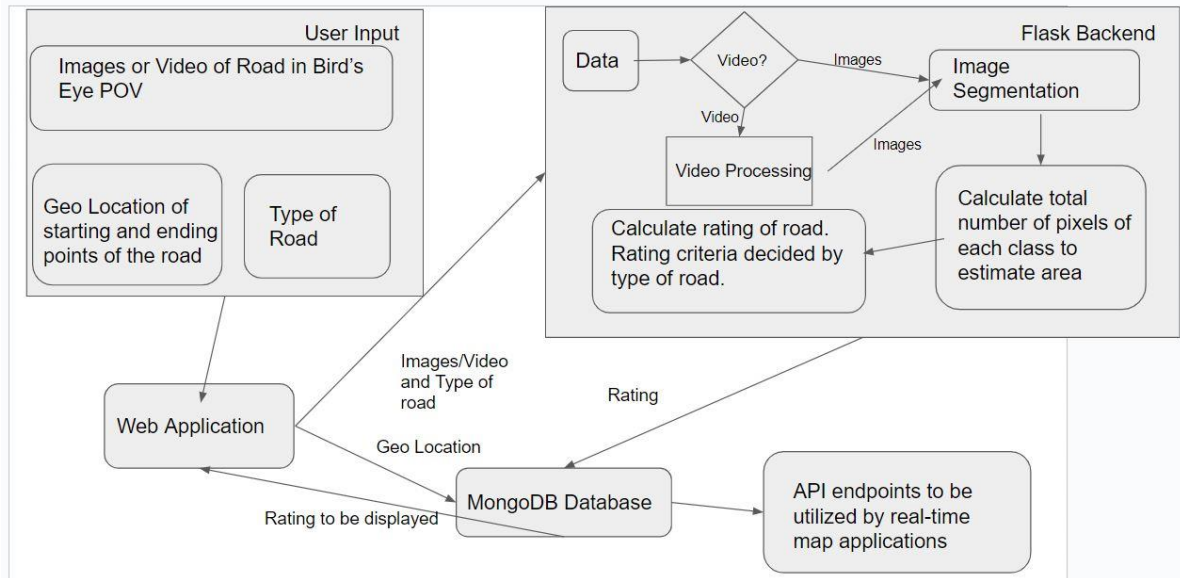 User Input
Images or Video of Road in Bird's
Eye POV
Geo Location of
starting and ending
points of the road
Type of
Road
Flask Backend
Data
Video?
Images
Image
Segmentation
Video
Images
Video Processing
Calculate total
number of pixels of
each class to
estimate area
Calculate rating of road.
Rating criteria decided by
type of road.
Images/Video
and Type of
road
Rating
Web Application
Geo Location
MongoDB Database
Rating to be displayed
API endpoints to be
utilized by real-time
map applications